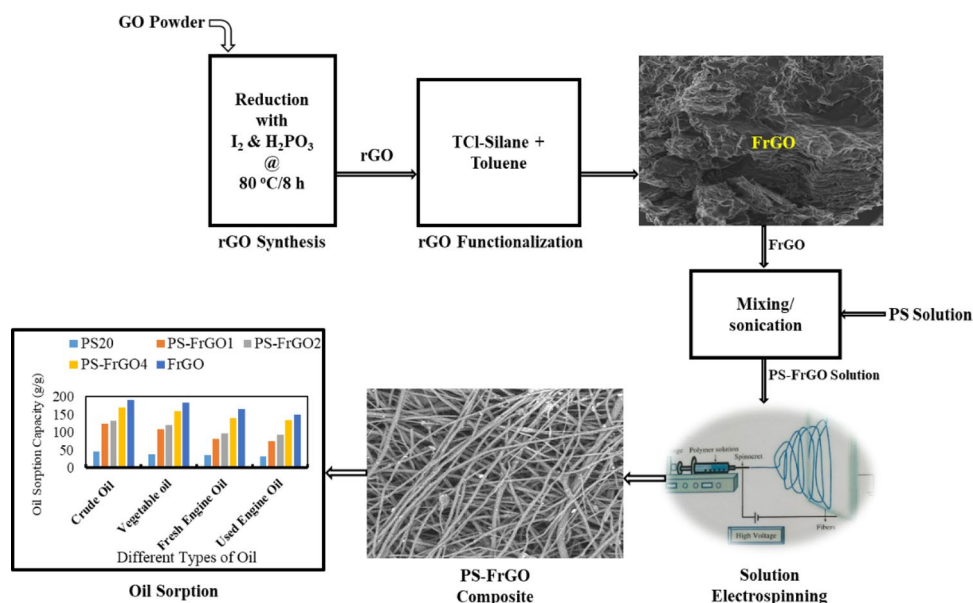 GO Powder
Reduction
with
I₂ & H₂PO₃
@
80 °C/8 h
rGO Synthesis
rGO
TCl-Silane +
Toluene
rGO Functionalization
FrGO
FrGO
Mixing/
sonication
PS Solution
PS-FrGO Solution
Polymer solution
Spinneret
High Voltage
Fibers
Solution
Electrospinning
PS-FrGO
Composite
PS20 PS-FrGO1 PS-FrGO2
PS-FrGO4 FrGO
Oil Sorption Capacity (g/g)
200
150
100
50
0
Crude Oil
Vegetable oil
Fresh Engine Oil
Used Engine Oil
Different Types of Oil
Oil Sorption